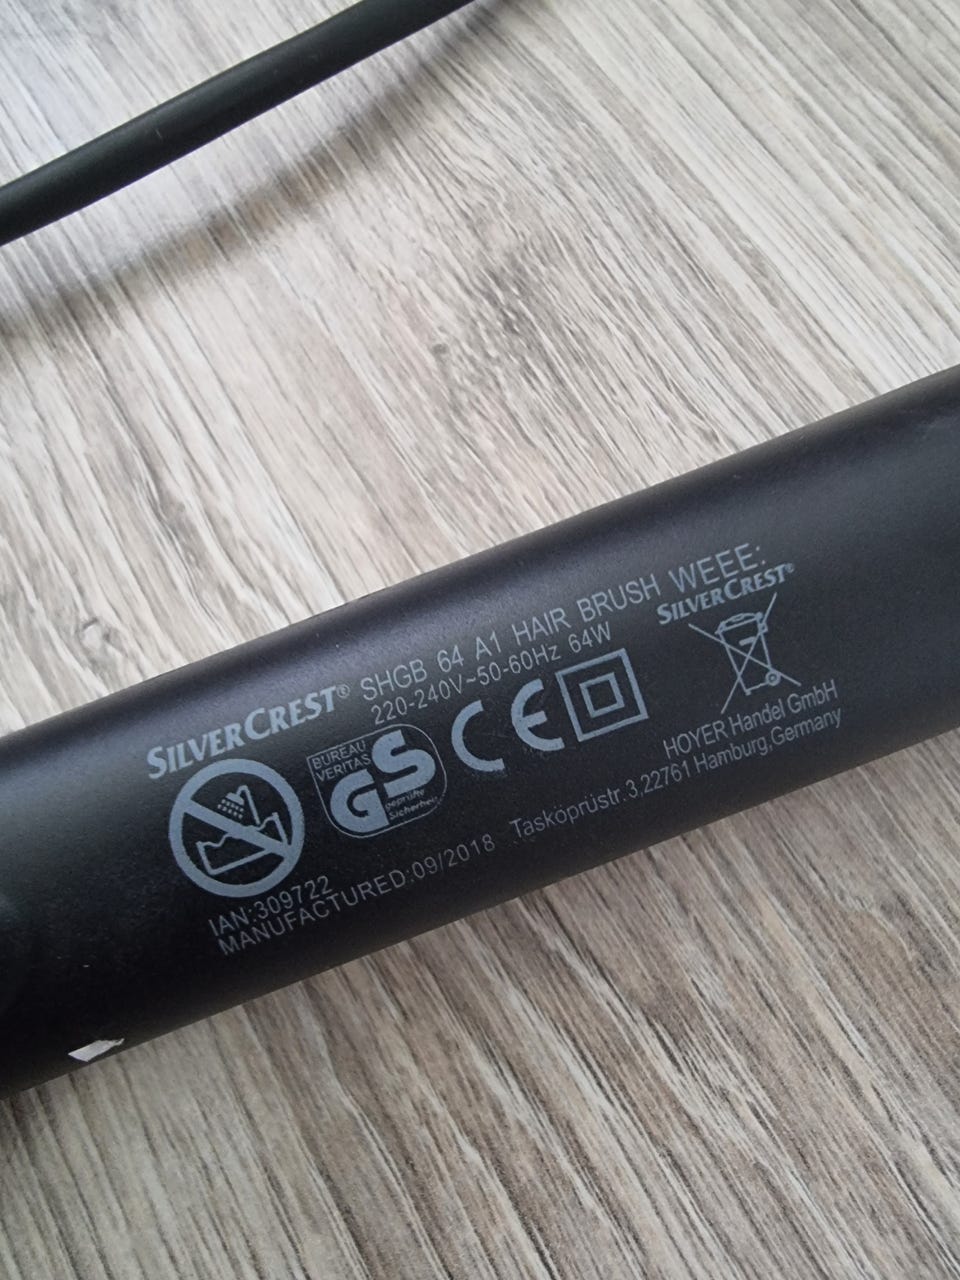 SILVERCREST® SHGB 64 A1 HAIR BRUSH WEEE:
220-240V~50-60Hz 64W SILVERCREST®
BUREAU
VERITAS
GS
geprüfte
Sicherheit
CE
HOYER Handel GmbH
Tasköprüstr.3,22761 Hamburg,Germany
IAN:309722
MANUFACTURED:09/2018